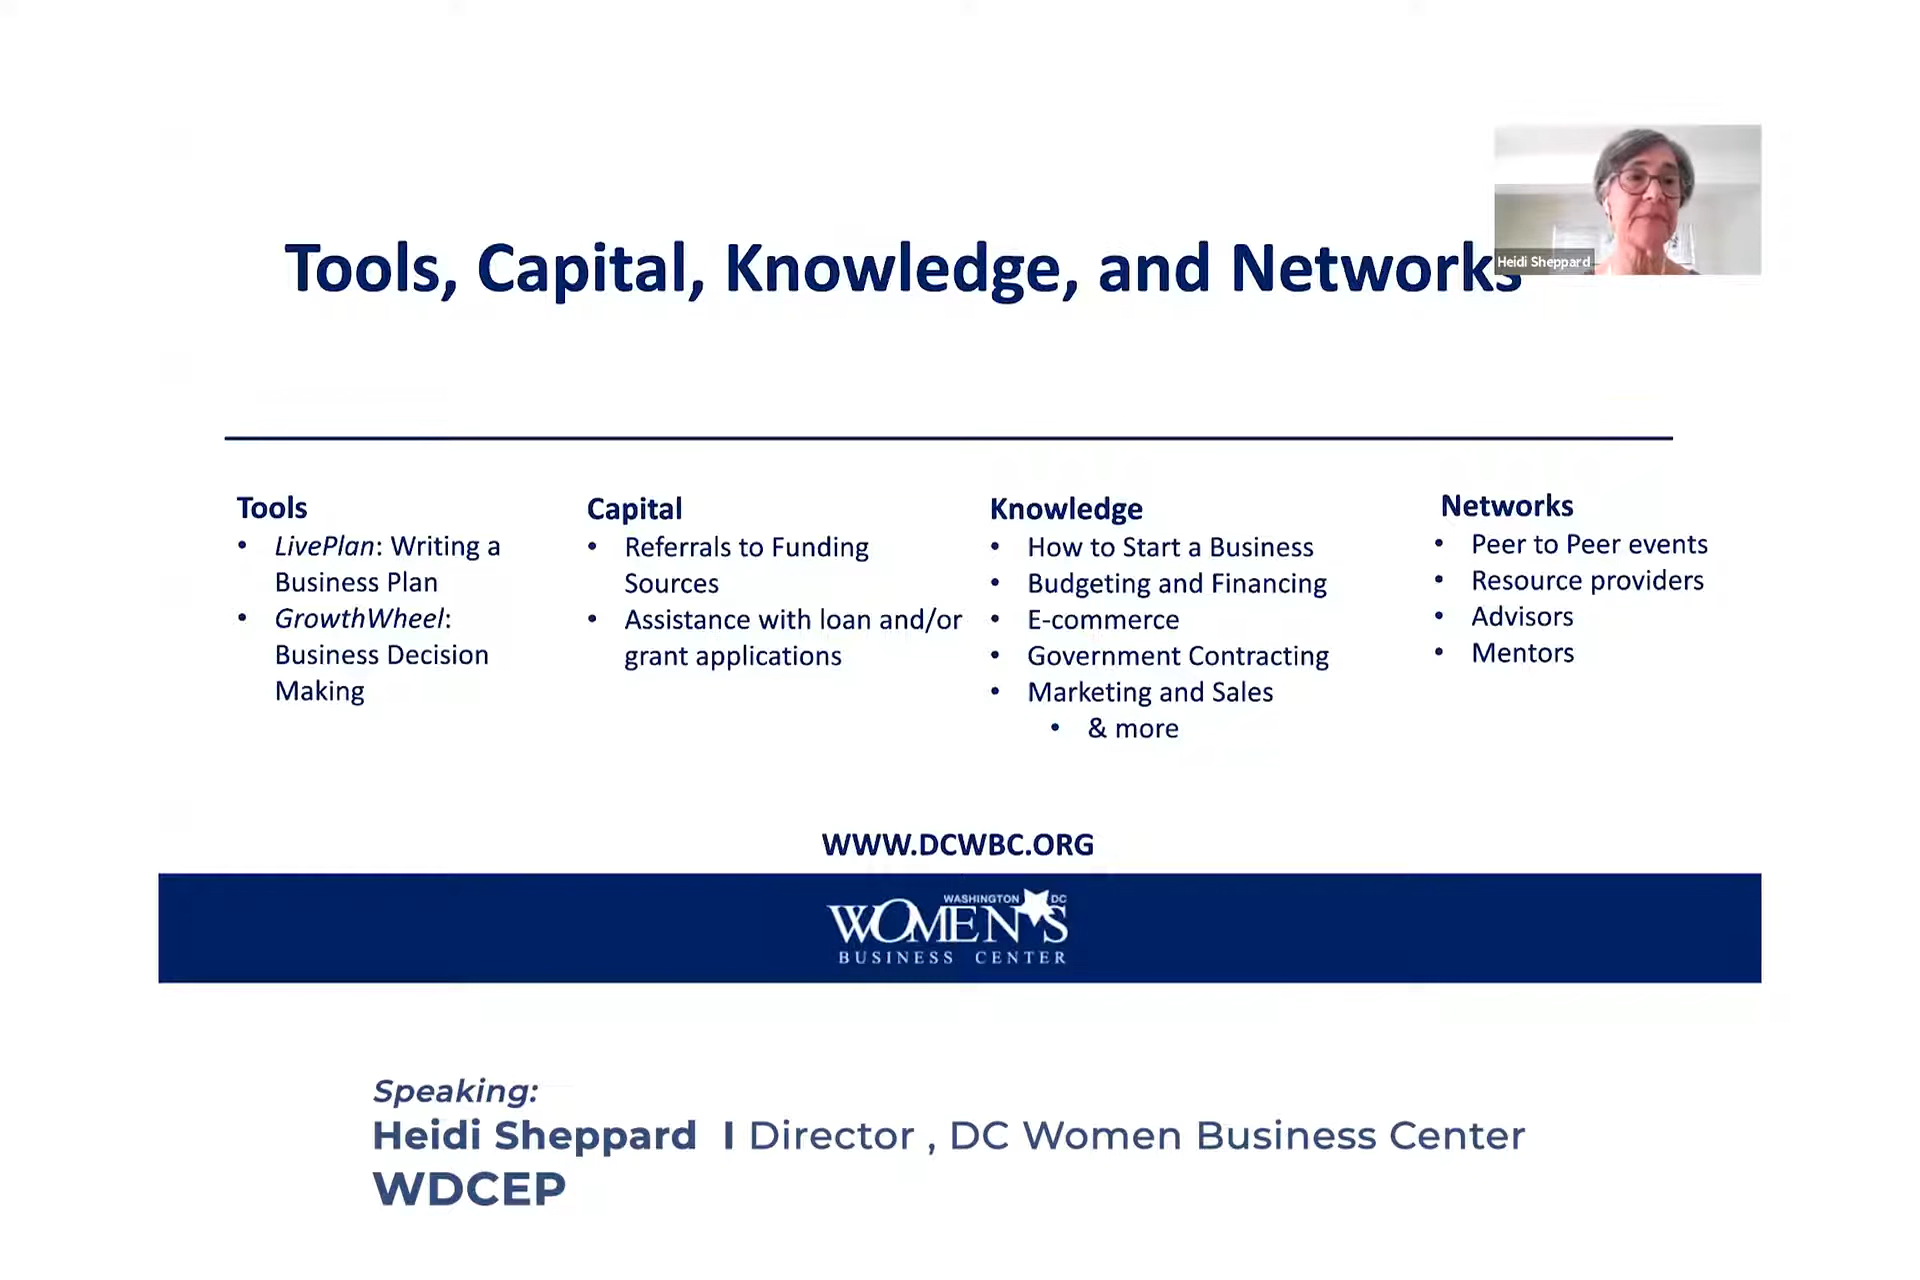 Tools, Capital, Knowledge, and Networks
Heidi Sheppard
Tools
• LivePlan: Writing a
Business Plan
• GrowthWheel:
Business Decision
Making
Capital
• Referrals to Funding
Sources
• Assistance with loan and/or
grant applications
Knowledge
• How to Start a Business
• Budgeting and Financing
• E-commerce
• Government Contracting
• Marketing and Sales
• & more
Networks
• Peer to Peer events
• Resource providers
• Advisors
• Mentors
WWW.DCWBC.ORG
WASHINGTON DC
WOMEN'S
BUSINESS CENTER
Speaking:
Heidi Sheppard I Director , DC Women Business Center
WDCEP